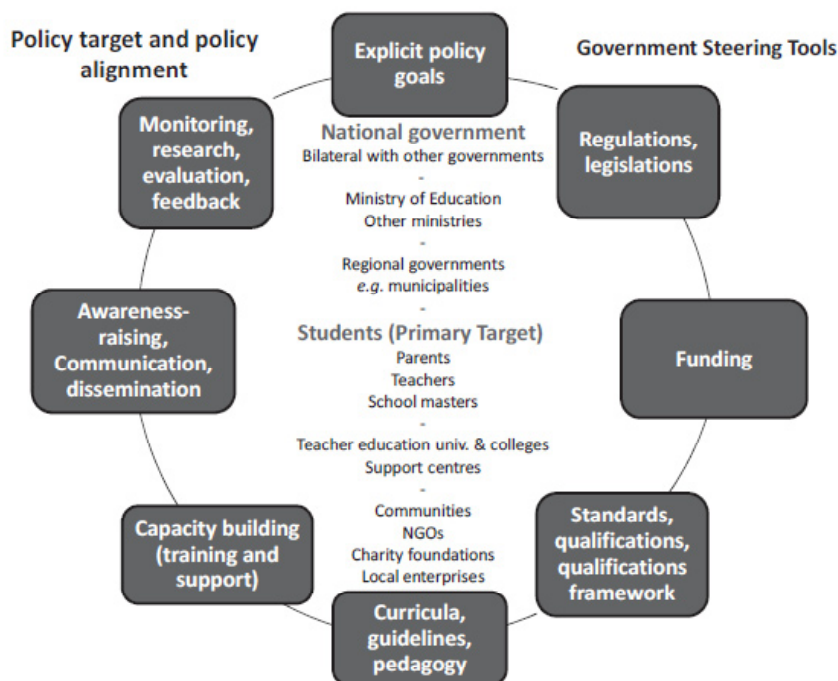 Policy target and policy
alignment
Government Steering Tools
Explicit policy
goals
Regulations,
legislations
Funding
Standards,
qualifications,
qualifications
framework
Curricula,
guidelines,
pedagogy
Capacity building
(training and
support)
Awareness-
raising,
Communication,
dissemination
Monitoring,
research,
evaluation,
feedback
National government
Bilateral with other governments
-
Ministry of Education
Other ministries
-
Regional governments
e.g. municipalities
-
Students (Primary Target)
Parents
Teachers
School masters
-
Teacher education univ. & colleges
Support centres
-
Communities
NGOs
Charity foundations
Local enterprises